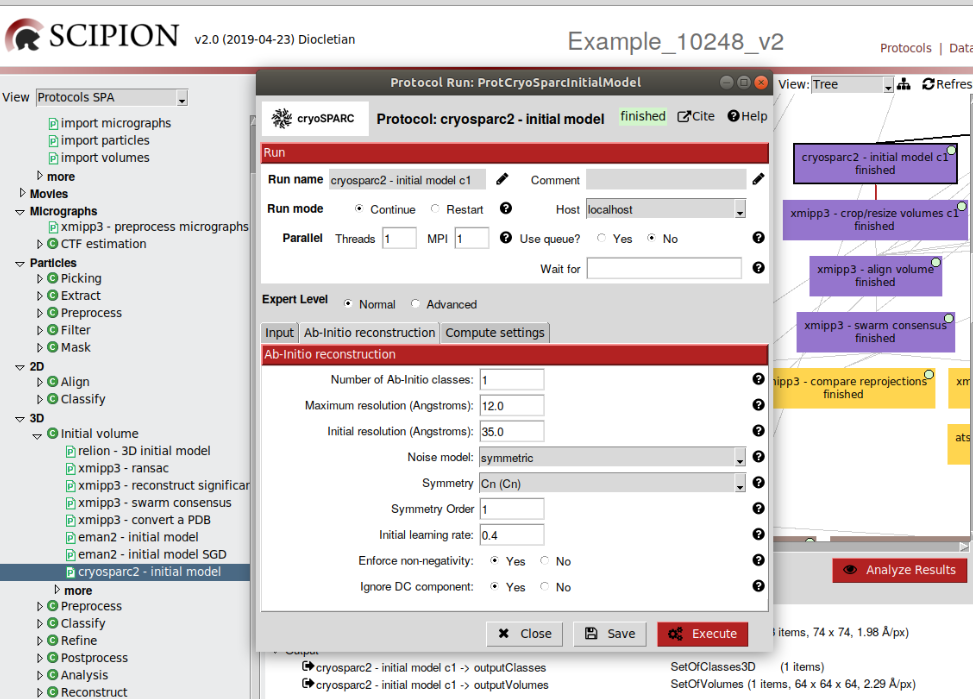 SCIPION v2.0 (2019-04-23) Diocletian
Example_10248_v2
Protocols | Data
View Protocols SPA
import micrographs
import particles
import volumes
more
Movies
Micrographs
xmipp3 - preprocess micrographs
CTF estimation
Particles
Picking
Extract
Preprocess
Filter
Mask
2D
Align
Classify
3D
Initial volume
relion - 3D initial model
xmipp3 - ransac
xmipp3 - reconstruct significan
xmipp3 - swarm consensus
xmipp3 - convert a PDB
eman2 - initial model
eman2 - initial model SGD
cryosparc2 - initial model
more
Preprocess
Classify
Refine
Postprocess
Analysis
Reconstruct
Protocol Run: ProtCryoSparcInitialModel
cryoSPARC Protocol: cryosparc2 - initial model finished Cite Help
Run
Run name cryosparc2 - initial model c1 Comment
Run mode Continue Restart Host localhost
Parallel Threads 1 MPI 1 Use queue? Yes No
Wait for
Expert Level Normal Advanced
Input Ab-Initio reconstruction Compute settings
Ab-Initio reconstruction
Number of Ab-Initio classes: 1
Maximum resolution (Angstroms): 12.0
Initial resolution (Angstroms): 35.0
Noise model: symmetric
Symmetry Cn (Cn)
Symmetry Order 1
Initial learning rate: 0.4
Enforce non-negativity: Yes No
Ignore DC component: Yes No
Close Save Execute
View: Tree Refres
cryosparc2 - initial model c1
finished
xmipp3 - crop/resize volumes c1
finished
xmipp3 - align volume
finished
xmipp3 - swarm consensus
finished
ipp3 - compare reprojections
finished
xm
ats
Analyze Results
items, 74 x 74, 1.98 Å/px)
Output
cryosparc2 - initial model c1 -> outputClasses SetOfClasses3D (1 items)
cryosparc2 - initial model c1 -> outputVolumes SetOfVolumes (1 items, 64 x 64 x 64, 2.29 Å/px)